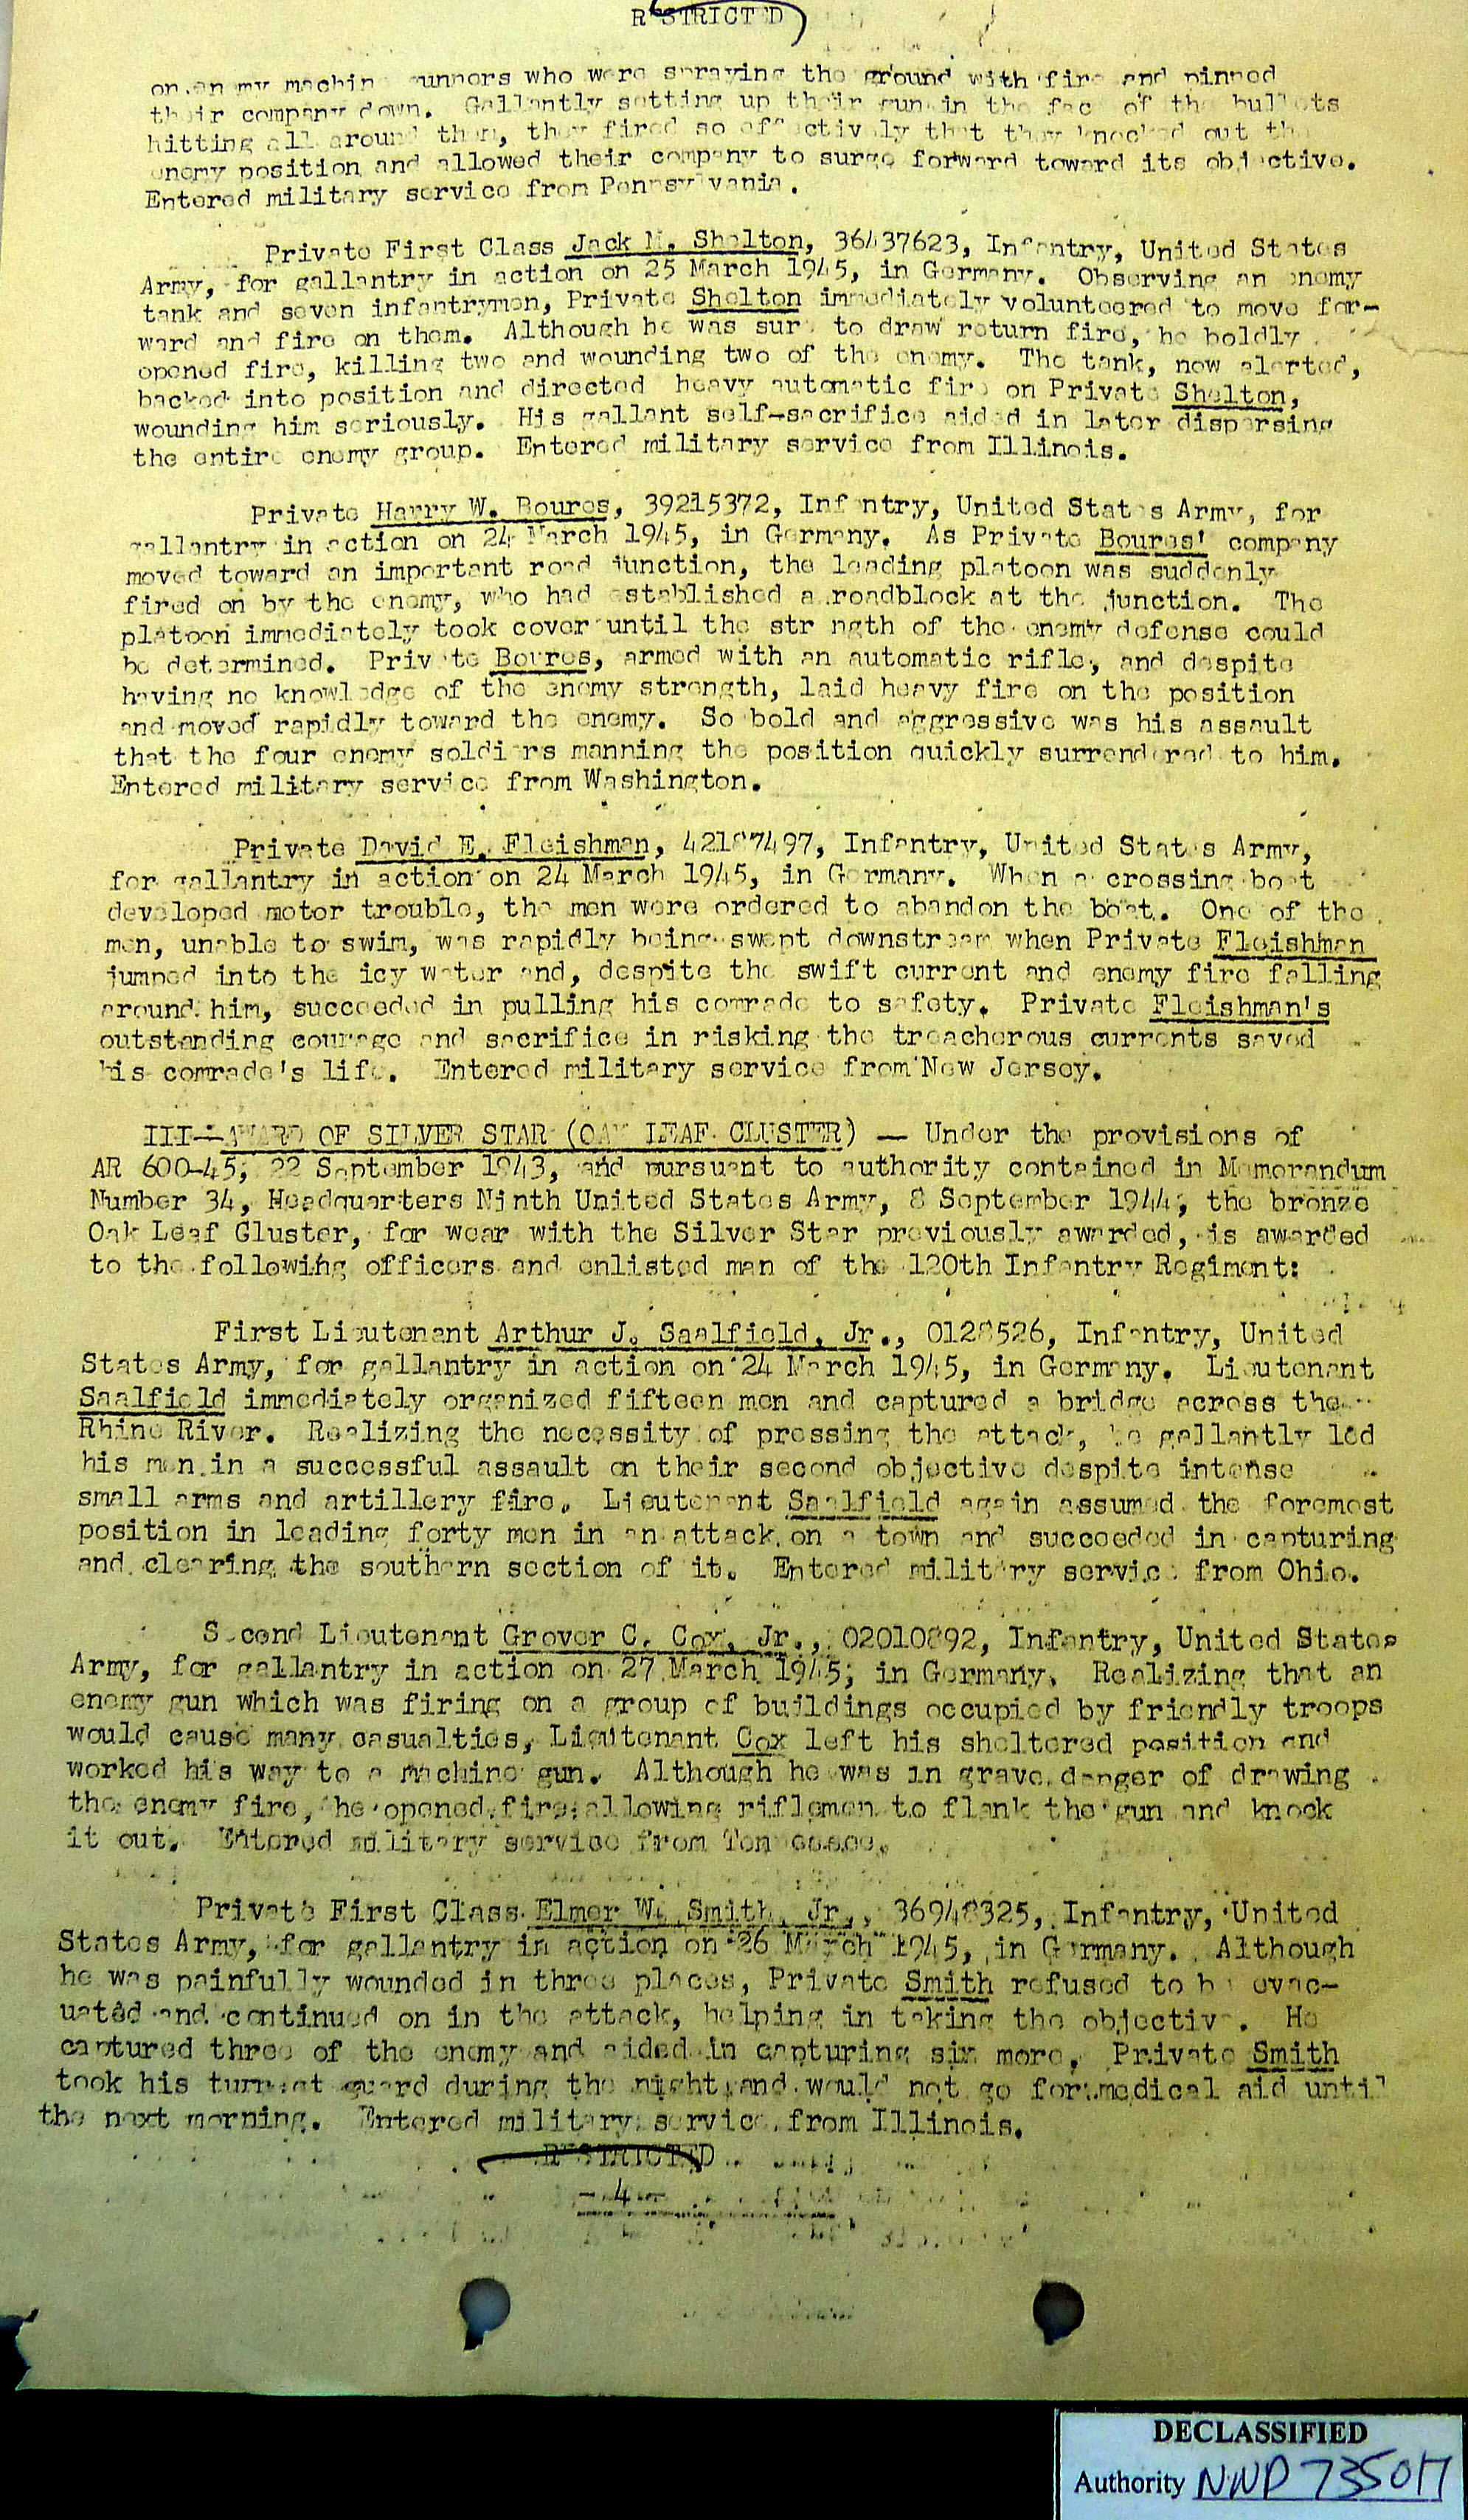 RESTRICTED
on enemy machine gunners who were spraying the ground with fire and pinned
their company down. Gallantly setting up their gun in the face of the bullets
hitting all around them, they fired so effectively that they knocked out the
enemy position and allowed their company to surge forward toward its objective.
Entered military service from Pennsylvania.
Private First Class Jack M. Shelton, 36437623, Infantry, United States
Army, for gallantry in action on 25 March 1945, in Germany. Observing an enemy
tank and seven infantrymen, Private Shelton immediately volunteered to move for-
ward and fire on them. Although he was sure to draw return fire, he boldly
opened fire, killing two and wounding two of the enemy. The tank, now alerted,
backed into position and directed heavy automatic fire on Private Shelton,
wounding him seriously. His gallant self-sacrifice aided in later dispersing
the entire enemy group. Entered military service from Illinois.
Private Harry W. Boures, 39215372, Infantry, United States Army, for
gallantry in action on 24 March 1945, in Germany. As Private Boures' company
moved toward an important road junction, the leading platoon was suddenly
fired on by the enemy, who had established a roadblock at the junction. The
platoon immediately took cover until the strength of the enemy defense could
be determined. Private Boures, armed with an automatic rifle, and despite
having no knowledge of the enemy strength, laid heavy fire on the position
and moved rapidly toward the enemy. So bold and aggressive was his assault
that the four enemy soldiers manning the position quickly surrendered to him.
Entered military service from Washington.
Private David E. Fleishman, 42187497, Infantry, United States Army,
for gallantry in action on 24 March 1945, in Germany. When a crossing boat
developed motor trouble, the men were ordered to abandon the boat. One of the
men, unable to swim, was rapidly being swept downstream when Private Fleishman
jumped into the icy water and, despite the swift current and enemy fire falling
around him, succeeded in pulling his comrade to safety. Private Fleishman's
outstanding courage and sacrifice in risking the treacherous currents saved
his comrade's life. Entered military service from New Jersey.
III—AWARD OF SILVER STAR (OAK LEAF CLUSTER) — Under the provisions of
AR 600-45, 22 September 1943, and pursuant to authority contained in Memorandum
Number 34, Headquarters Ninth United States Army, 8 September 1944, the bronze
Oak Leaf Gluster, for wear with the Silver Star previously awarded, is awarded
to the following officers and enlisted man of the 120th Infantry Regiment:
First Lieutenant Arthur J. Saalfield, Jr., 0128526, Infantry, United
States Army, for gallantry in action on 24 March 1945, in Germany. Lieutenant
Saalfield immediately organized fifteen men and captured a bridge across the
Rhine River. Realizing the necessity of pressing the attack, he gallantly led
his men in a successful assault on their second objective despite intense
small arms and artillery fire. Lieutenant Saalfield again assumed the foremost
position in leading forty men in an attack on a town and succeeded in capturing
and clearing the southern section of it. Entered military service from Ohio.
Second Lieutenant Grover C. Cox, Jr., 02010892, Infantry, United States
Army, for gallantry in action on 27 March 1945, in Germany. Realizing that an
enemy gun which was firing on a group of buildings occupied by friendly troops
would cause many casualties, Lieutenant Cox left his sheltered position and
worked his way to a machine gun. Although he was in grave danger of drawing
the enemy fire, he opened fire allowing riflemen to flank the gun and knock
it out. Entered military service from Tennessee.
Private First Class Elmer W. Smith, Jr., 36948325, Infantry, United
States Army, for gallantry in action on 26 March 1945, in Germany. Although
he was painfully wounded in three places, Private Smith refused to be evac-
uated and continued on in the attack, helping in taking the objective. He
captured three of the enemy and aided in capturing six more. Private Smith
took his turn at guard during the night and would not go for medical aid until
the next morning. Entered military service from Illinois.
RESTRICTED
- 4 -
DECLASSIFIED
Authority NND 735017